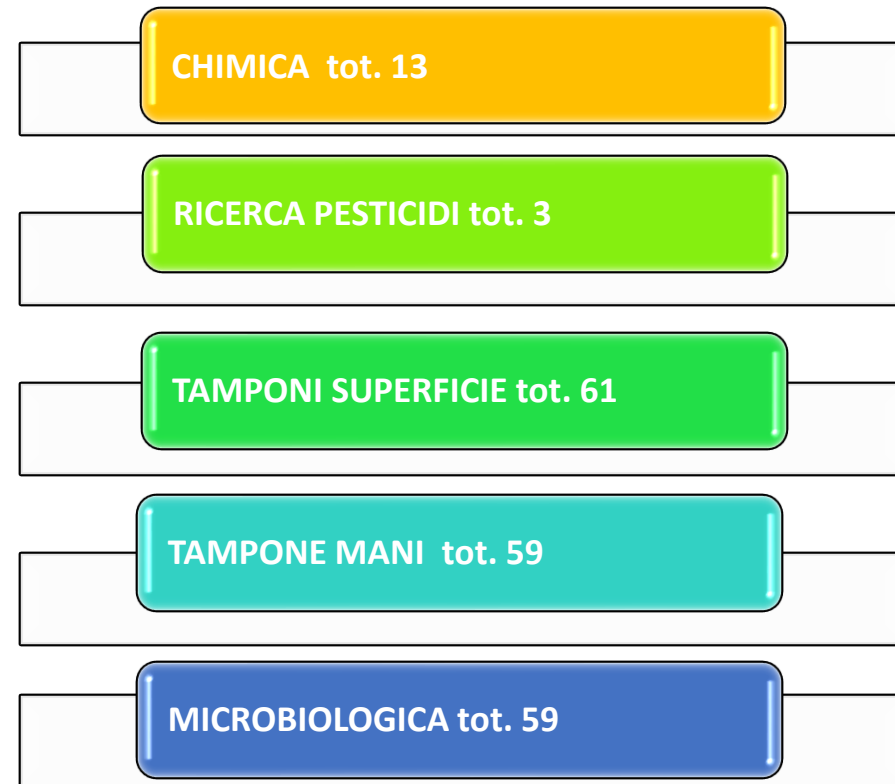 CHIMICA  tot. 13
RICERCA PESTICIDI tot. 3
TAMPONI SUPERFICIE tot. 61
TAMPONE MANI  tot. 59
MICROBIOLOGICA tot. 59